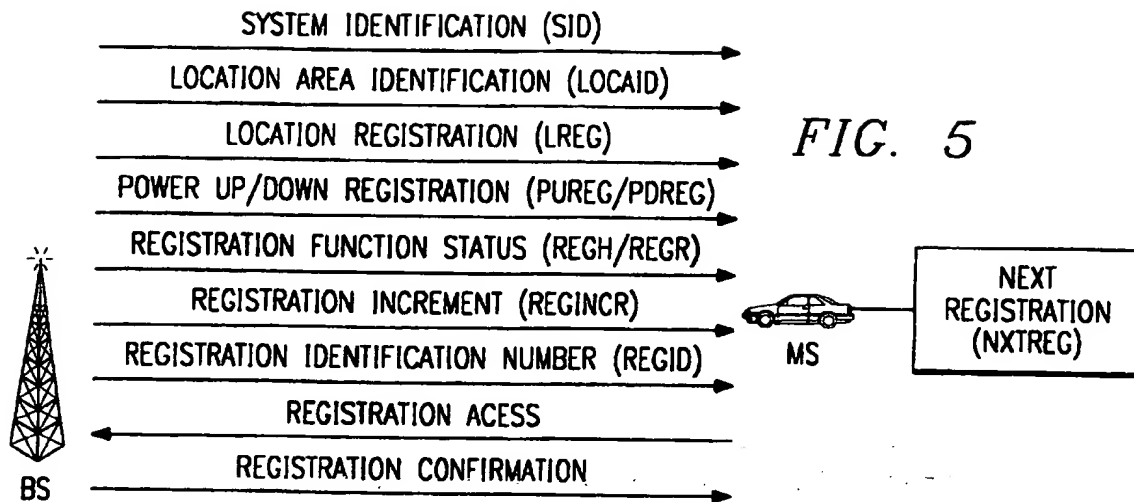 SYSTEM IDENTIFICATION (SID)
LOCATION AREA IDENTIFICATION (LOCAID)
LOCATION REGISTRATION (LREG)
FIG. 5
POWER UP/DOWN REGISTRATION (PUREG/PDREG)
REGISTRATION FUNCTION STATUS (REGH/REGR)
REGISTRATION INCREMENT (REGINCR)
REGISTRATION IDENTIFICATION NUMBER (REGID)
REGISTRATION ACESS
REGISTRATION CONFIRMATION
BS
MS
NEXT
REGISTRATION
(NXTREG)